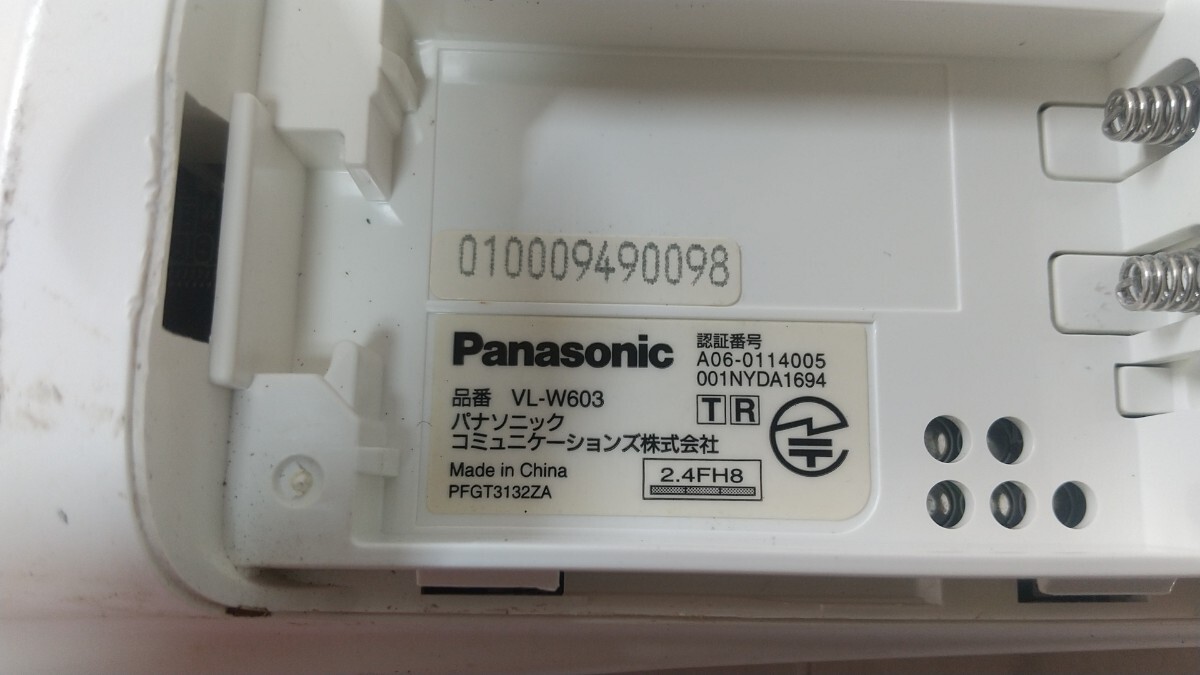 010009490098
Panasonic
認証番号
A06-0114005
001NYDA1694
品番 VL-W603
T R
パナソニック
コミュニケーションズ株式会社
Made in China
2.4FH8
PFGT3132ZA